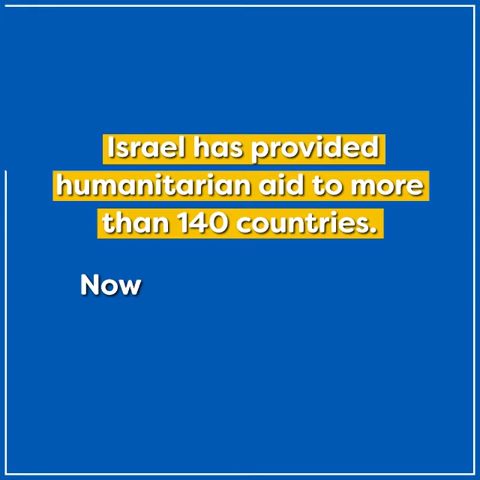 Israel has provided
humanitarian aid to more
than 140 countries.
Now